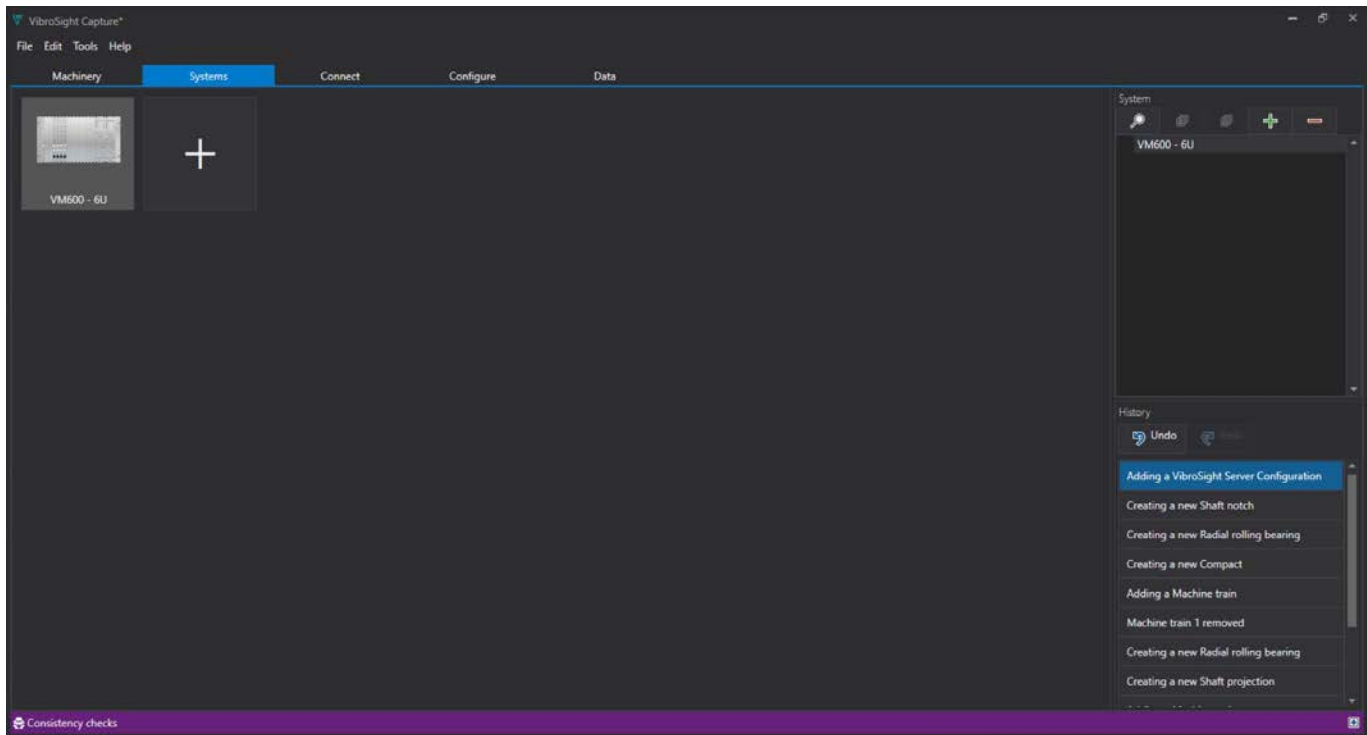 VibroSight Capture*
File Edit Tools Help
Machinery Systems Connect Configure Data
VM600 - 6U
System
VM600 - 6U
History
Undo
Adding a VibroSight Server Configuration
Creating a new Shaft notch
Creating a new Radial rolling bearing
Creating a new Compact
Adding a Machine train
Machine train 1 removed
Creating a new Radial rolling bearing
Creating a new Shaft projection
Consistency checks